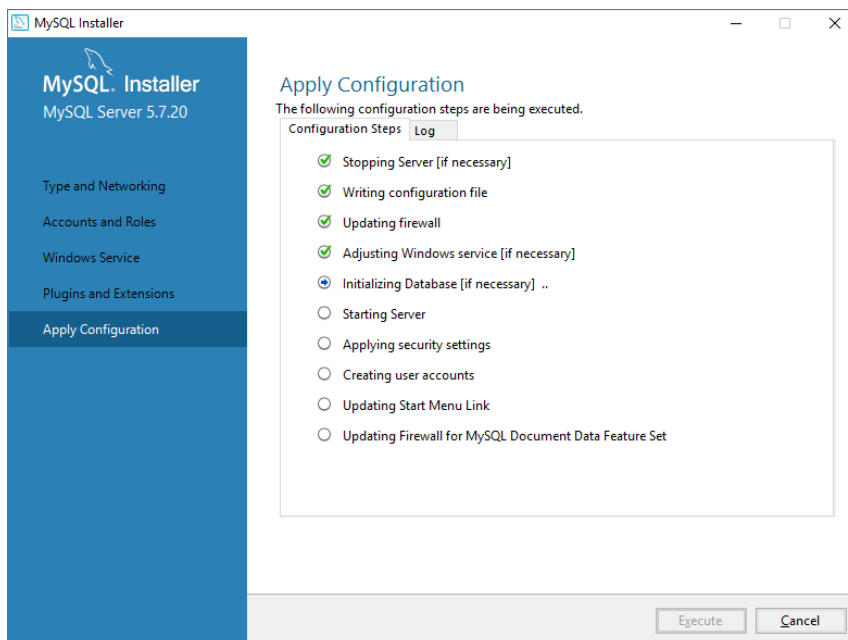 MySQL Installer
MySQL. Installer
MySQL Server 5.7.20
Type and Networking
Accounts and Roles
Windows Service
Plugins and Extensions
Apply Configuration
Apply Configuration
The following configuration steps are being executed.
Configuration Steps Log
Stopping Server [if necessary]
Writing configuration file
Updating firewall
Adjusting Windows service [if necessary]
Initializing Database [if necessary] ..
Starting Server
Applying security settings
Creating user accounts
Updating Start Menu Link
Updating Firewall for MySQL Document Data Feature Set
Execute Cancel